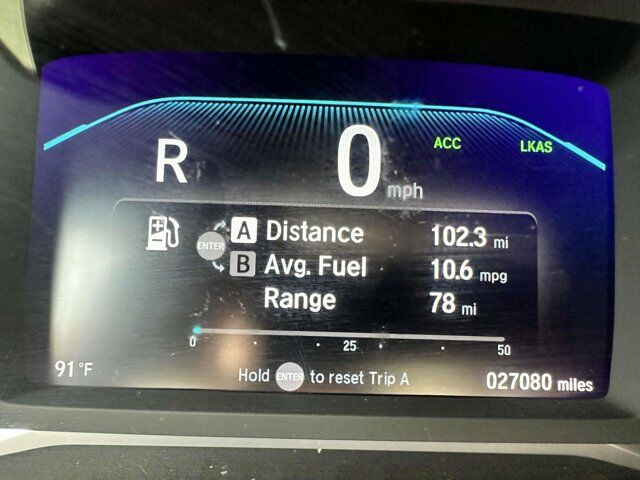 R 0 mph ACC LKAS
A Distance 102.3 mi
ENTER
B Avg. Fuel 10.6 mpg
Range 78 mi
0 25 50
91 °F Hold ENTER to reset Trip A 027080 miles